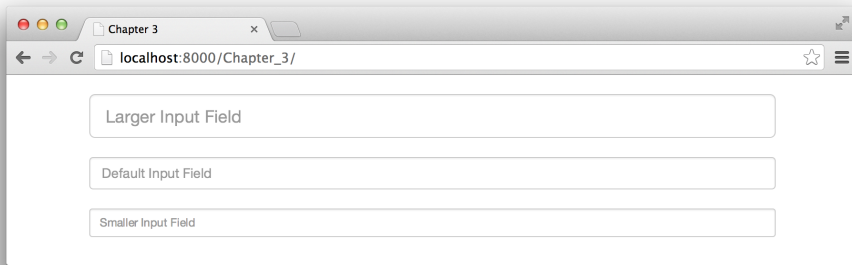 Chapter 3
localhost:8000/Chapter_3/
Larger Input Field
Default Input Field
Smaller Input Field